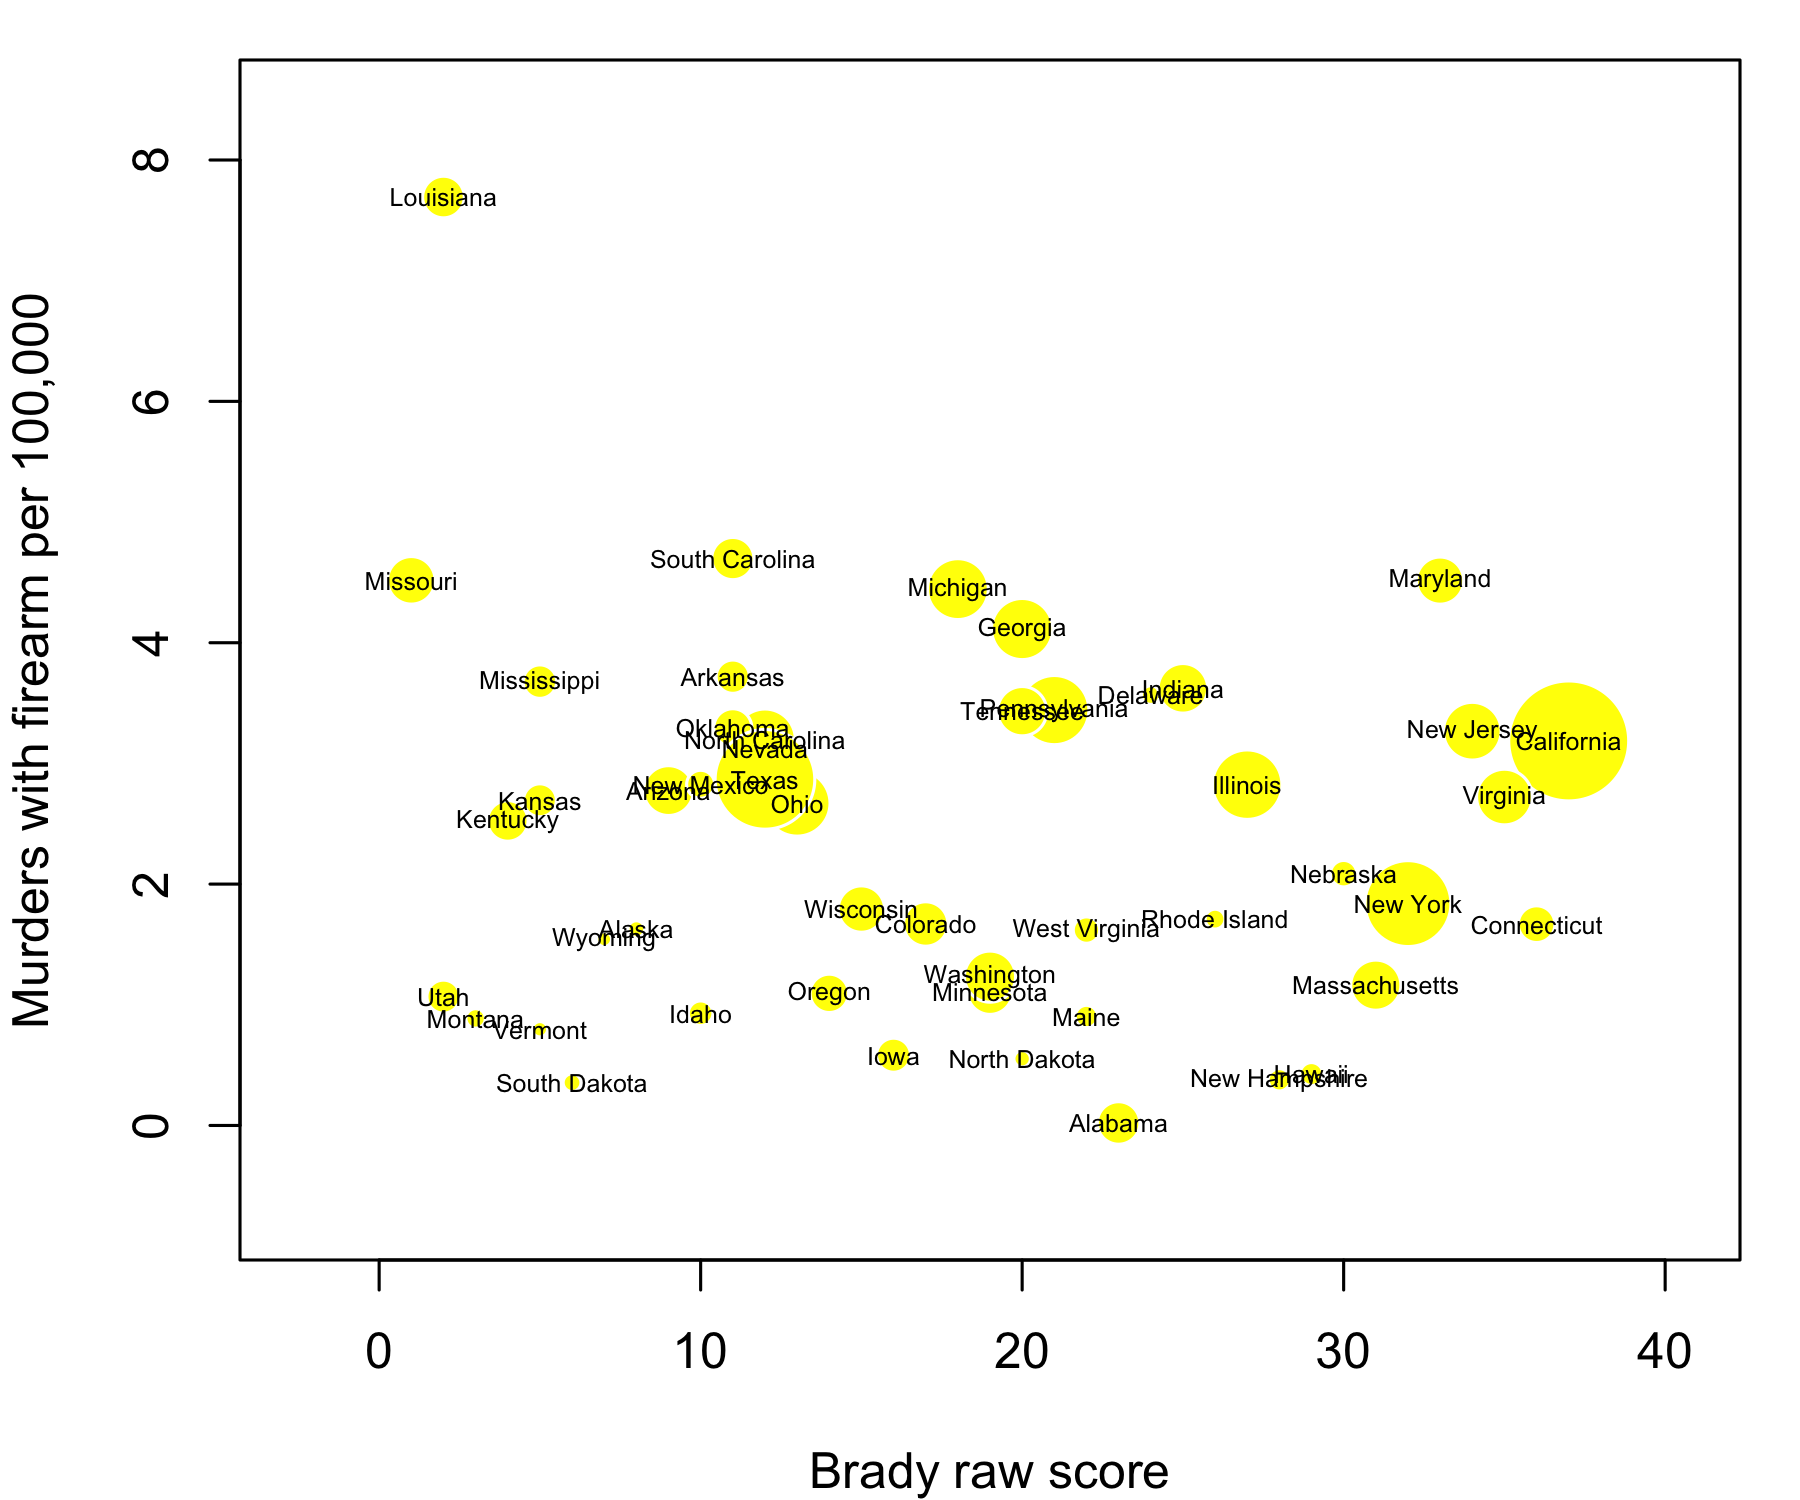 Murders with firearm per 100,000
8
6
4
2
0
Louisiana
South Carolina
Missouri
Michigan
Maryland
Georgia
Mississippi
Arkansas
Indiana
Delaware
Pennsylvania
Tennessee
Oklahoma
New Jersey
North Carolina
California
Nevada
Texas
New Mexico
Arizona
Illinois
Virginia
Kansas
Ohio
Kentucky
Nebraska
New York
Wisconsin
Rhode Island
Colorado
Connecticut
West Virginia
Alaska
Wyoming
Washington
Massachusetts
Oregon
Minnesota
Utah
Idaho
Maine
Montana
Vermont
Iowa
North Dakota
Hawaii
New Hampshire
South Dakota
Alabama
0 10 20 30 40
Brady raw score